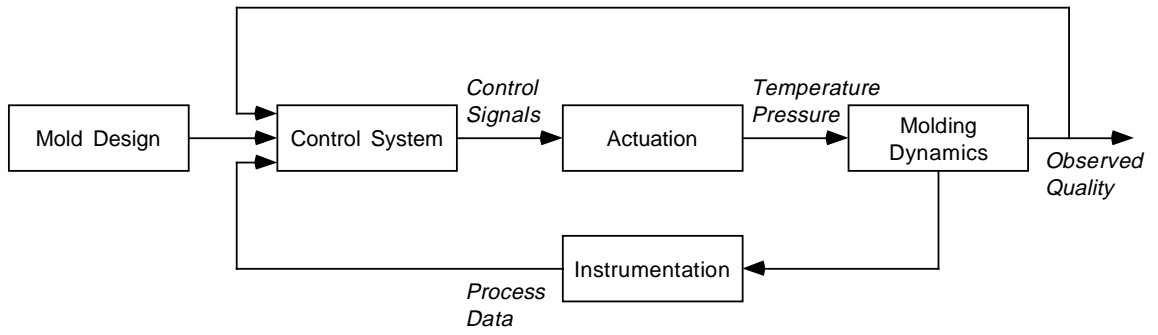 Control
Signals
Temperature
Pressure
Mold Design
Control System
Actuation
Molding
Dynamics
Observed
Quality
Instrumentation
Process
Data